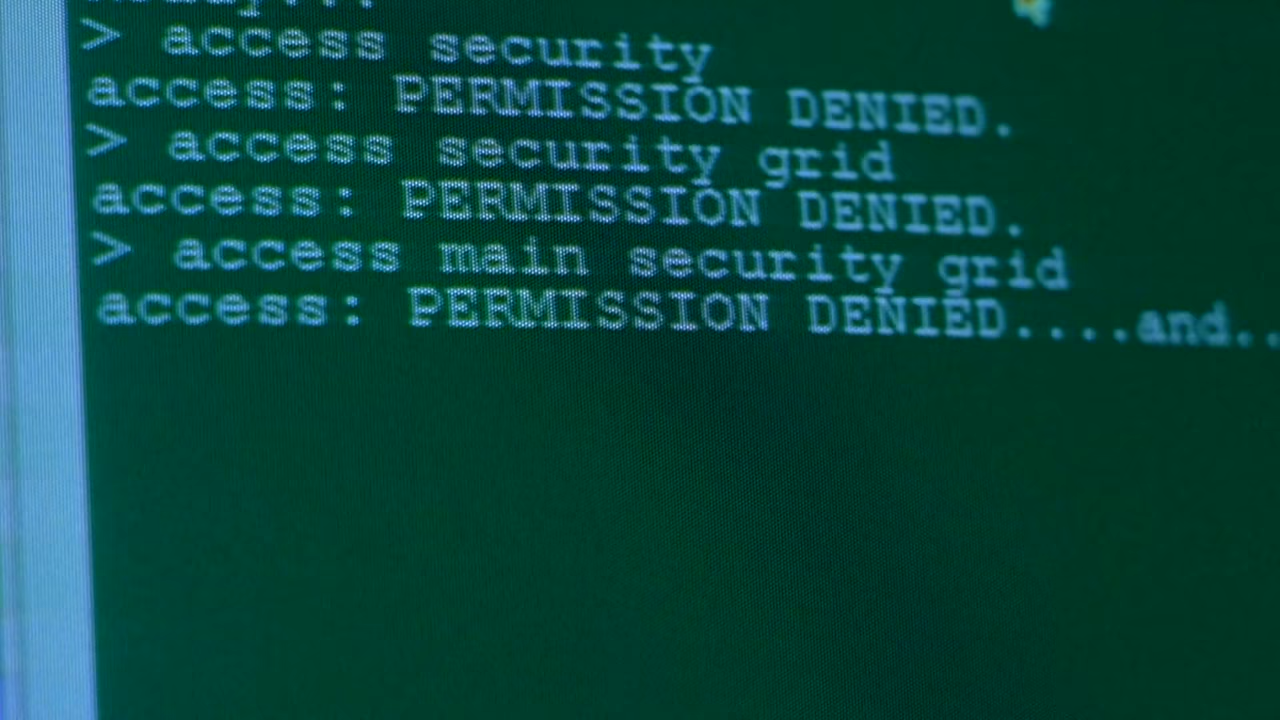 > access security
access: PERMISSION DENIED.
> access security grid
access: PERMISSION DENIED.
> access main security grid
access: PERMISSION DENIED....and..